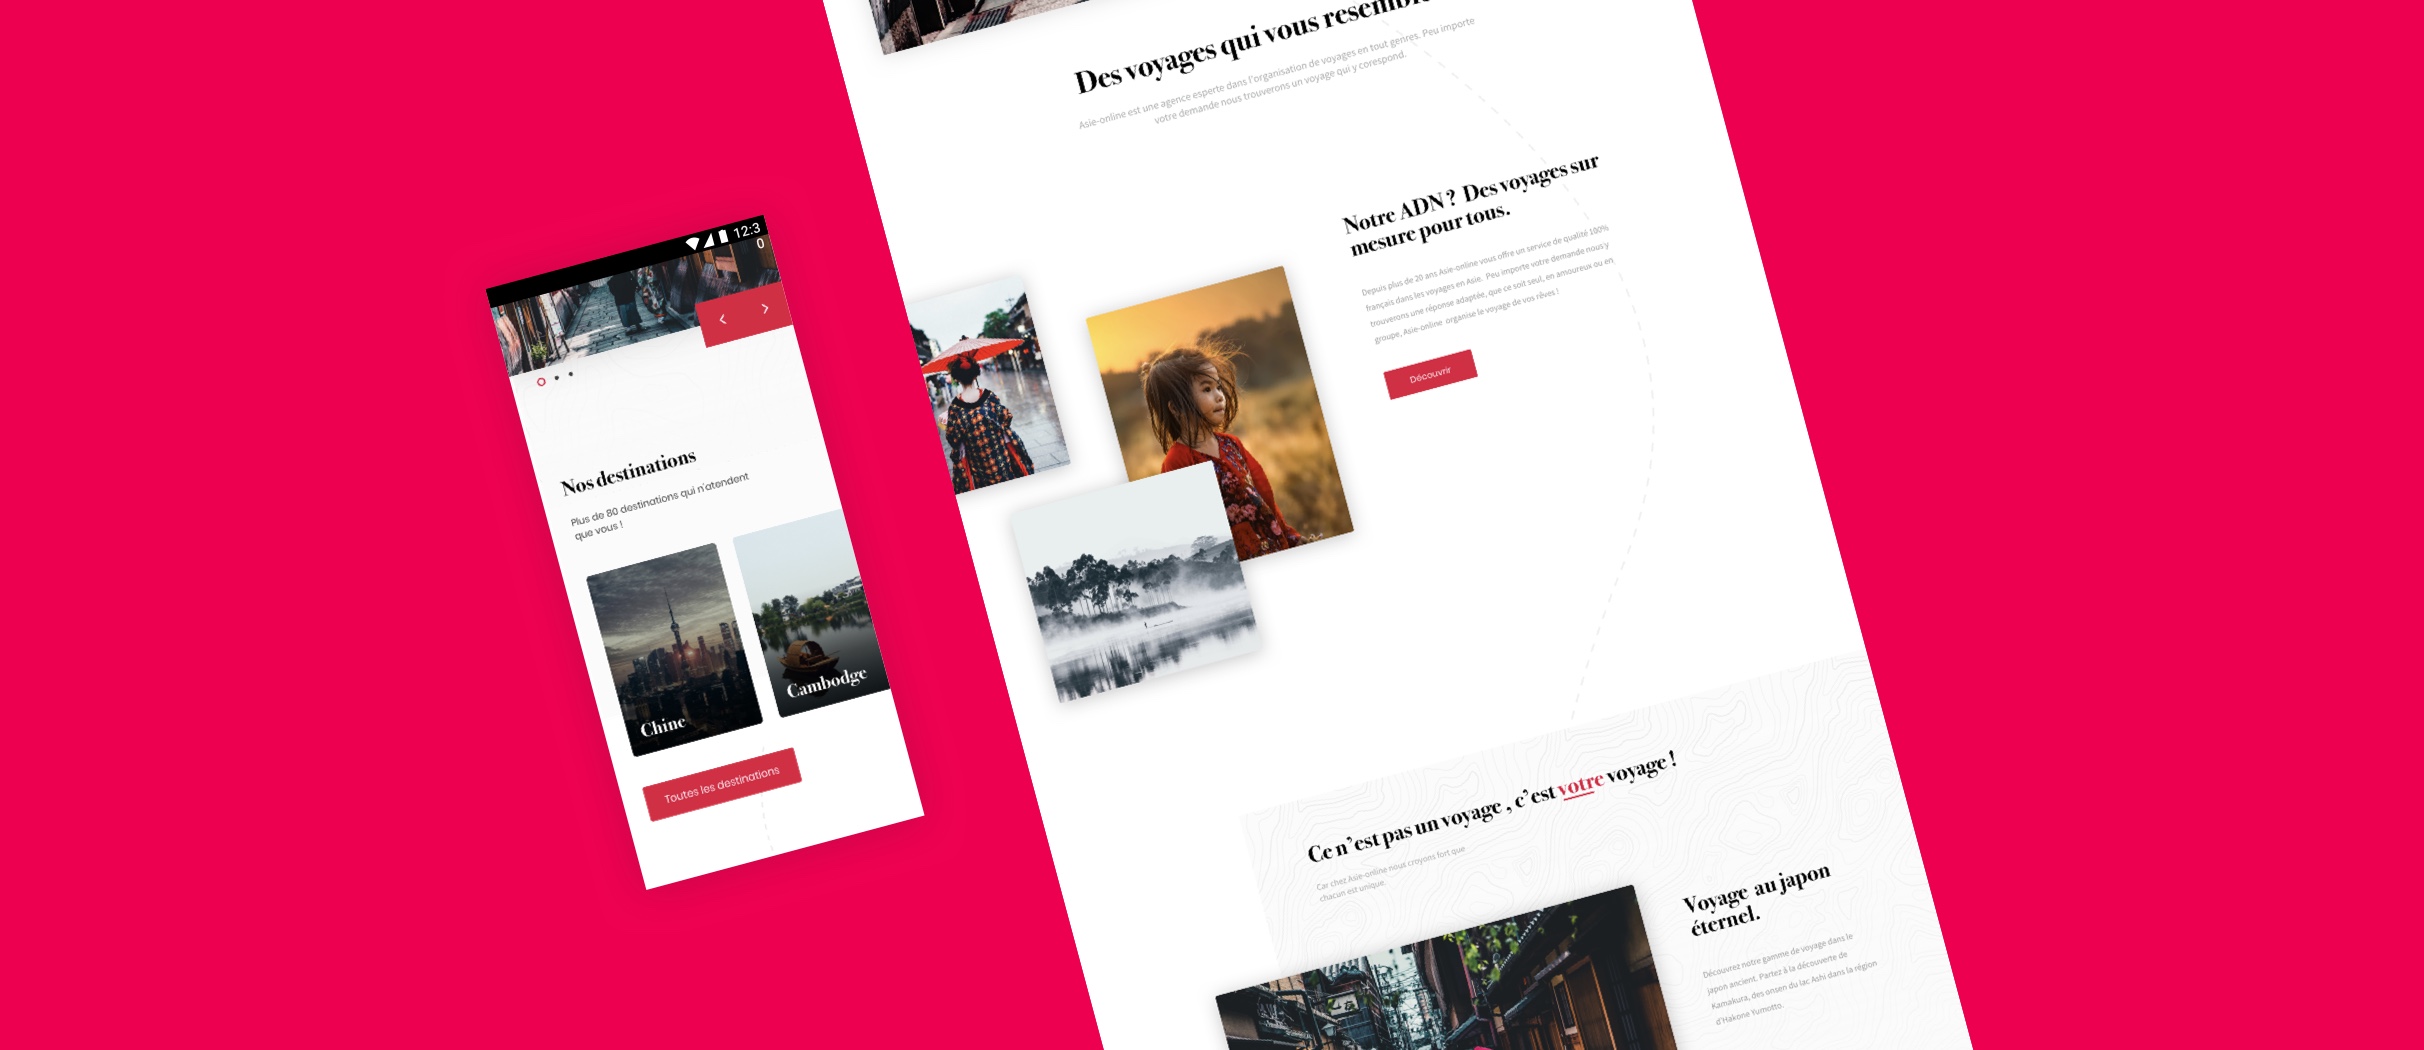 12:3
0
Nos destinations
Plus de 80 destinations qui n'atendent
que vous !
Chine
Cambodge
Toutes les destinations
Des voyages qui vous
Asie-online est une agence esperte dans l'organisation de voyages en tout genres. Peu importe
votre demande nous trouverons un voyage qui y corespond.
Notre ADN ? Des voyages sur
mesure pour tous.
Depuis plus de 20 ans Asie-online vous offre un service de qualité 100%
français dans les voyages en Asie. Peu importe votre demande nous y
trouverons une réponse adaptée, que ce soit seul, en amoureux ou en
groupe, Asie-online organise le voyage de vos rêves !
Découvrir
Ce n'est pas un voyage , c'est votre voyage !
Car chez Asie-online nous croyons fort que
chacun est unique.
Voyage au japon
éternel.
Découvrez notre gamme de voyage dans le
japon ancient. Partez à la découverte de
Kamakura, des onsen du lac Ashi dans la région
d'Hakone Yumotto.